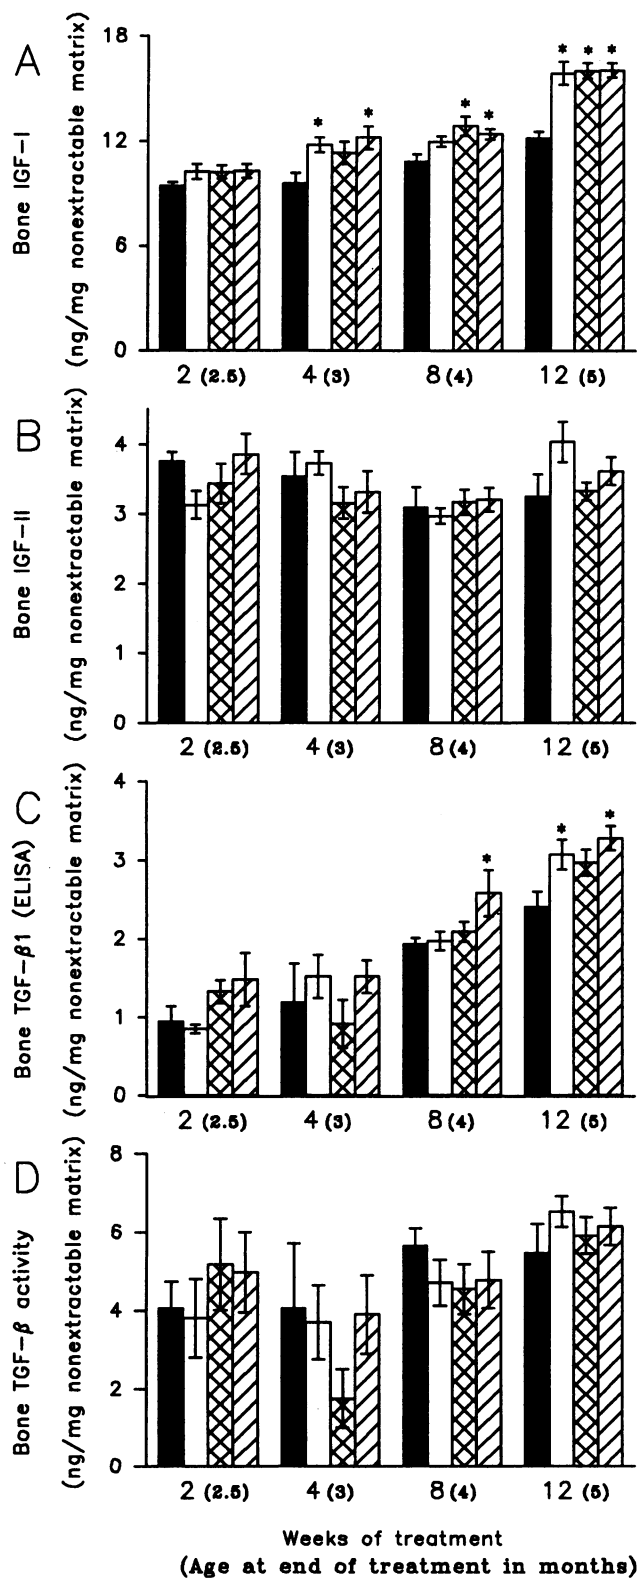 A
Bone IGF-I
(ng/mg nonextractable matrix)
18
12
6
0
* * * * * * *
2 (2.5) 4 (3) 8 (4) 12 (5)
B
Bone IGF-II
(ng/mg nonextractable matrix)
4
3
2
1
0
2 (2.5) 4 (3) 8 (4) 12 (5)
C
Bone TGF-β1 (ELISA)
(ng/mg nonextractable matrix)
4
3
2
1
0
* * *
2 (2.5) 4 (3) 8 (4) 12 (5)
D
Bone TGF-β activity
(ng/mg nonextractable matrix)
8
6
4
2
0
2 (2.5) 4 (3) 8 (4) 12 (5)
Weeks of treatment
(Age at end of treatment in months)